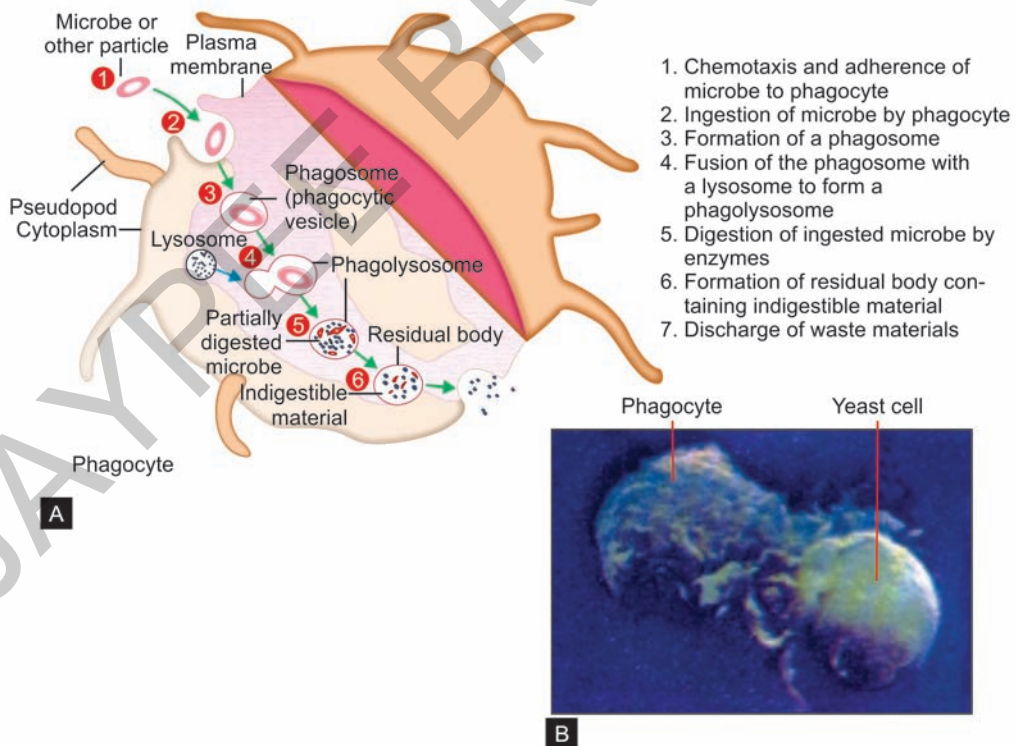 Microbe or
other particle
Plasma
membrane
1
2
3
Phagosome
(phagocytic
vesicle)
Pseudopod
Cytoplasm
Lysosome
4
Phagolysosome
5
Partially
digested
microbe
Residual body
6
Indigestible
material
Phagocyte
A
1. Chemotaxis and adherence of
microbe to phagocyte
2. Ingestion of microbe by phagocyte
3. Formation of a phagosome
4. Fusion of the phagosome with
a lysosome to form a
phagolysosome
5. Digestion of ingested microbe by
enzymes
6. Formation of residual body con-
taining indigestible material
7. Discharge of waste materials
Phagocyte
Yeast cell
B
JAYPEE BR